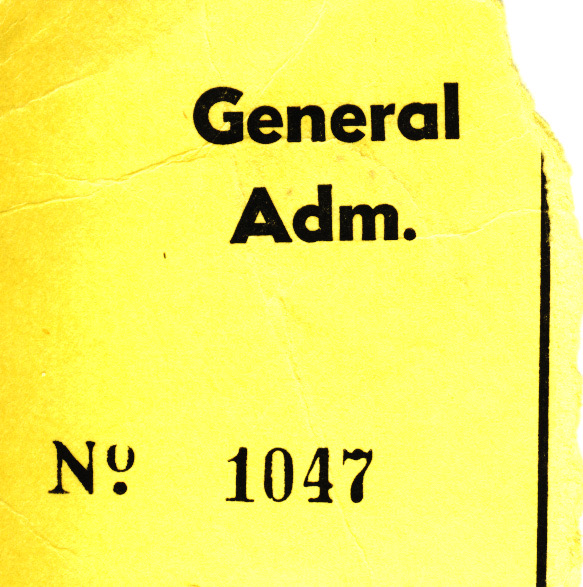 General
Adm.
Nº 1047